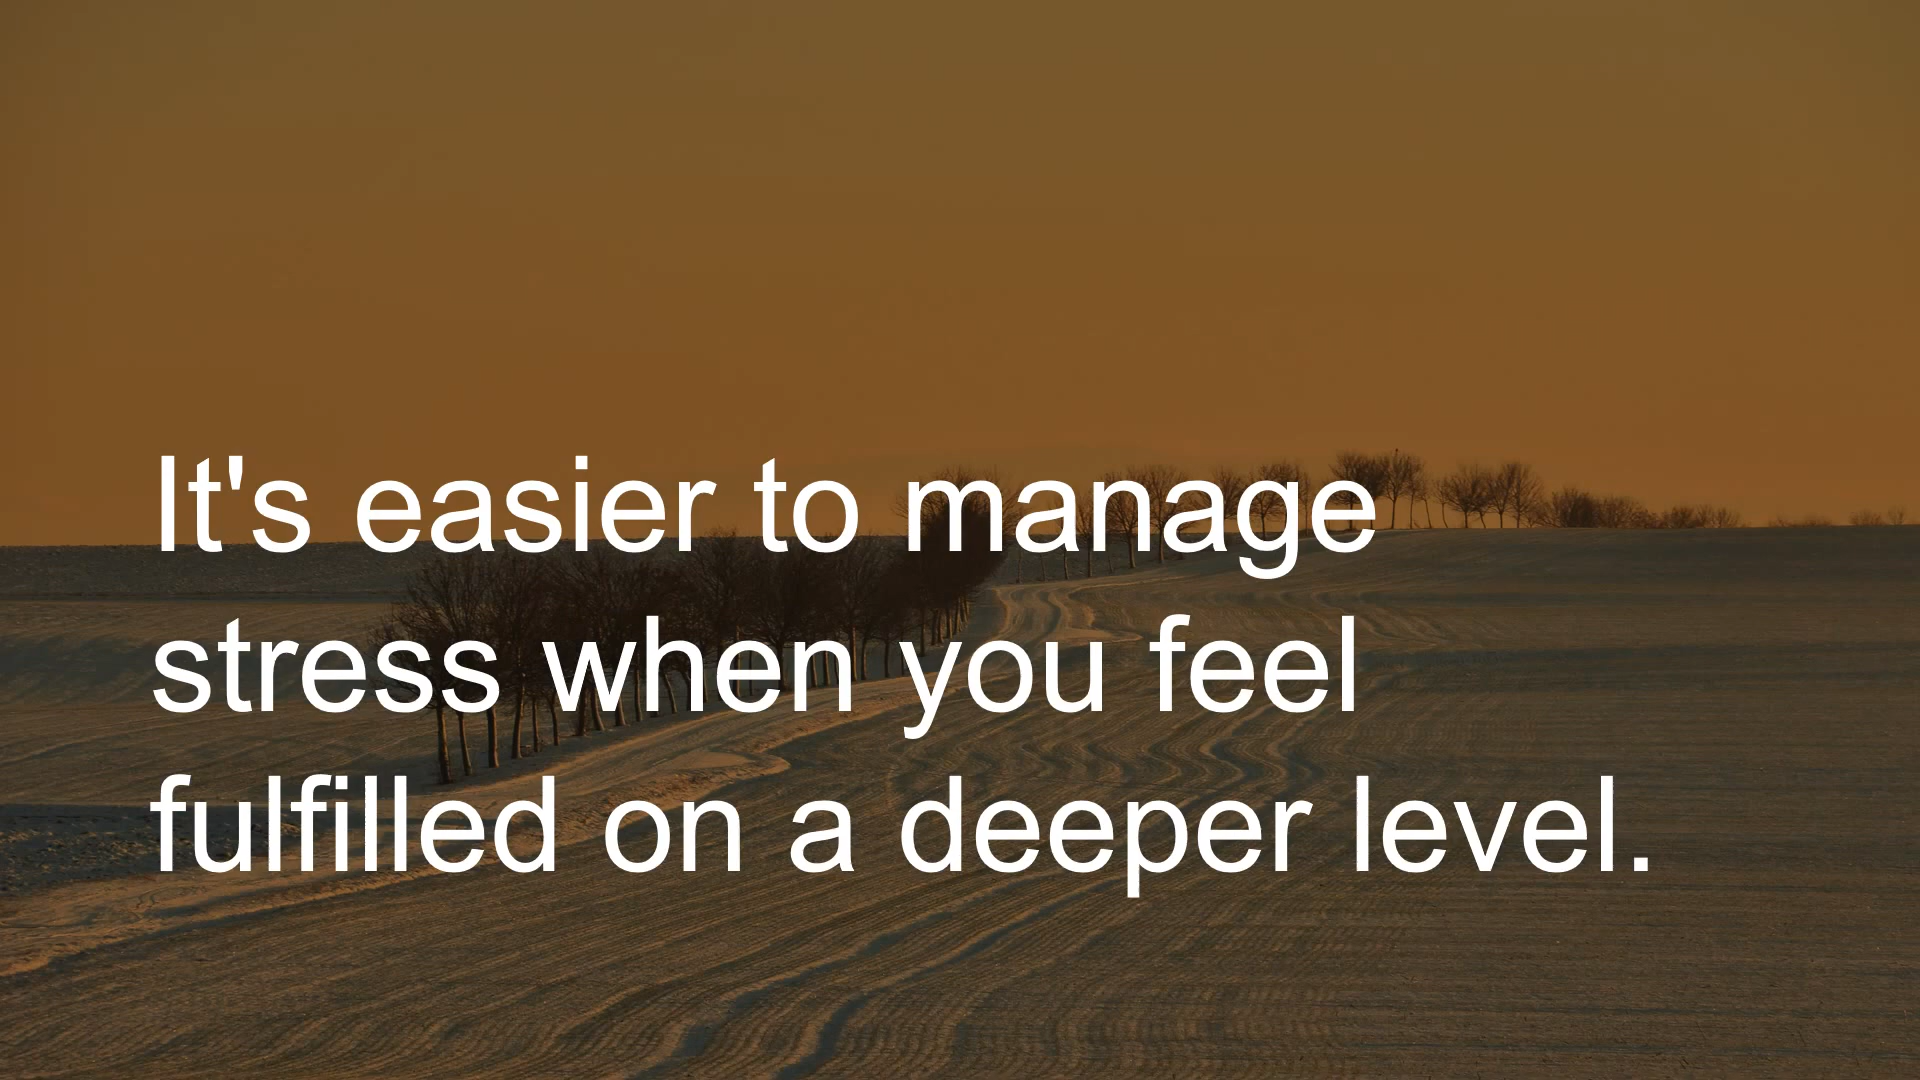 It's easier to manage
stress when you feel
fulfilled on a deeper level.